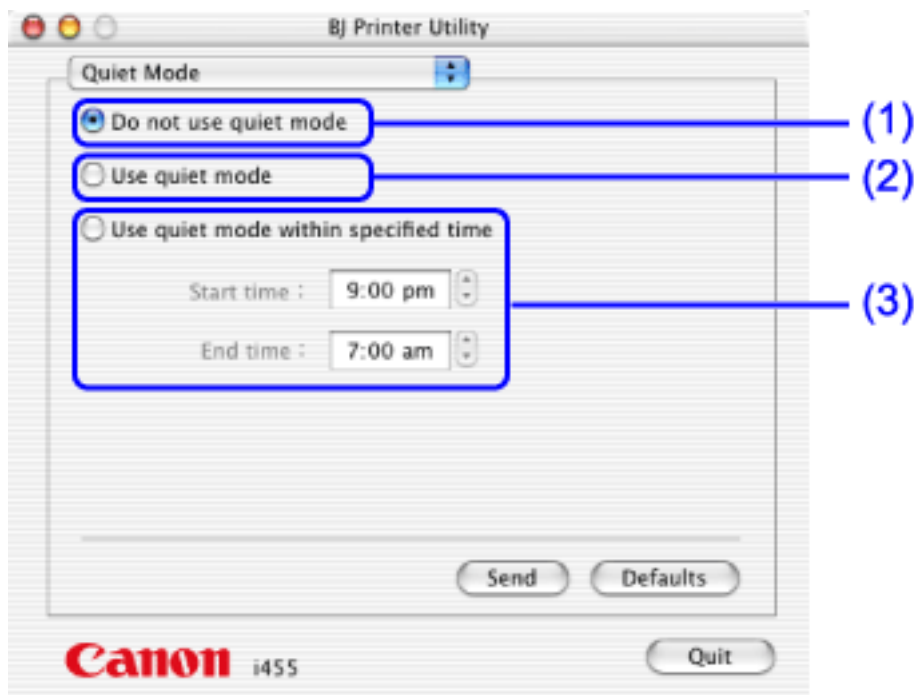 BJ Printer Utility
Quiet Mode
Do not use quiet mode
(1)
Use quiet mode
(2)
Use quiet mode within specified time
Start time : 9:00 pm
(3)
End time : 7:00 am
Send Defaults
Canon i455
Quit